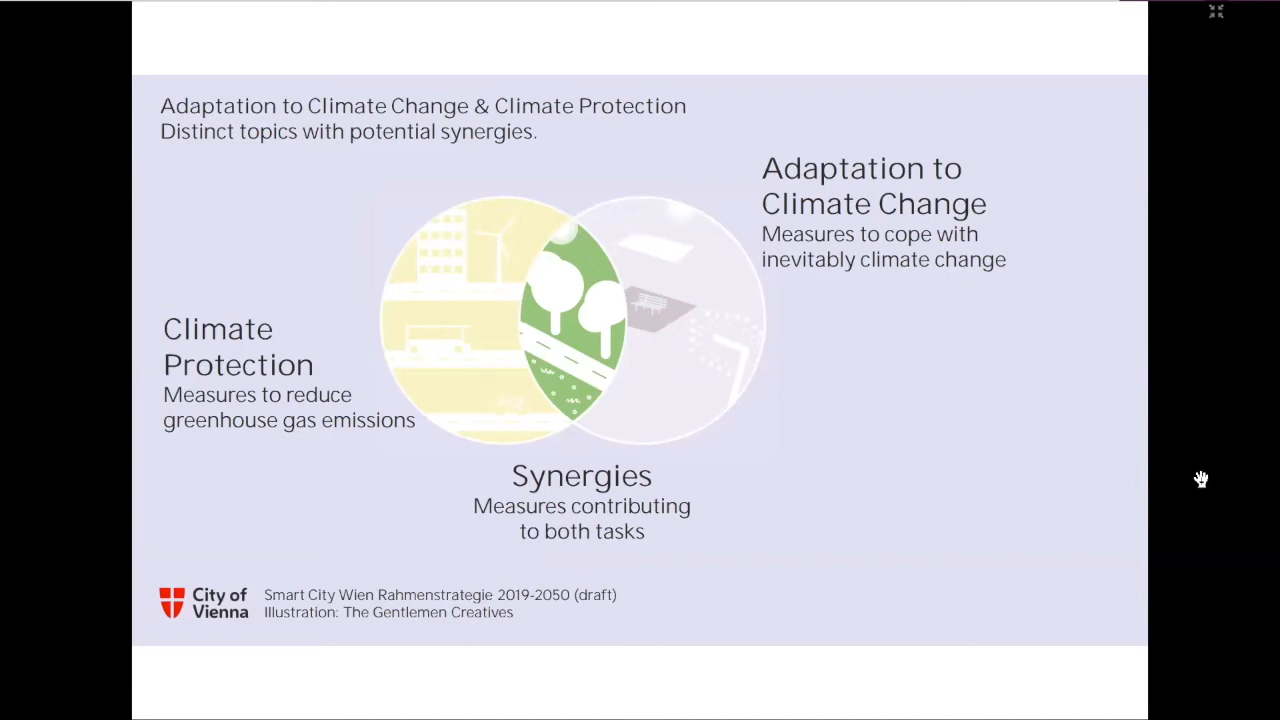 Adaptation to Climate Change & Climate Protection
Distinct topics with potential synergies.
Adaptation to
Climate Change
Measures to cope with
inevitably climate change
Climate
Protection
Measures to reduce
greenhouse gas emissions
Synergies
Measures contributing
to both tasks
City of
Vienna
Smart City Wien Rahmenstrategie 2019-2050 (draft)
Illustration: The Gentlemen Creatives